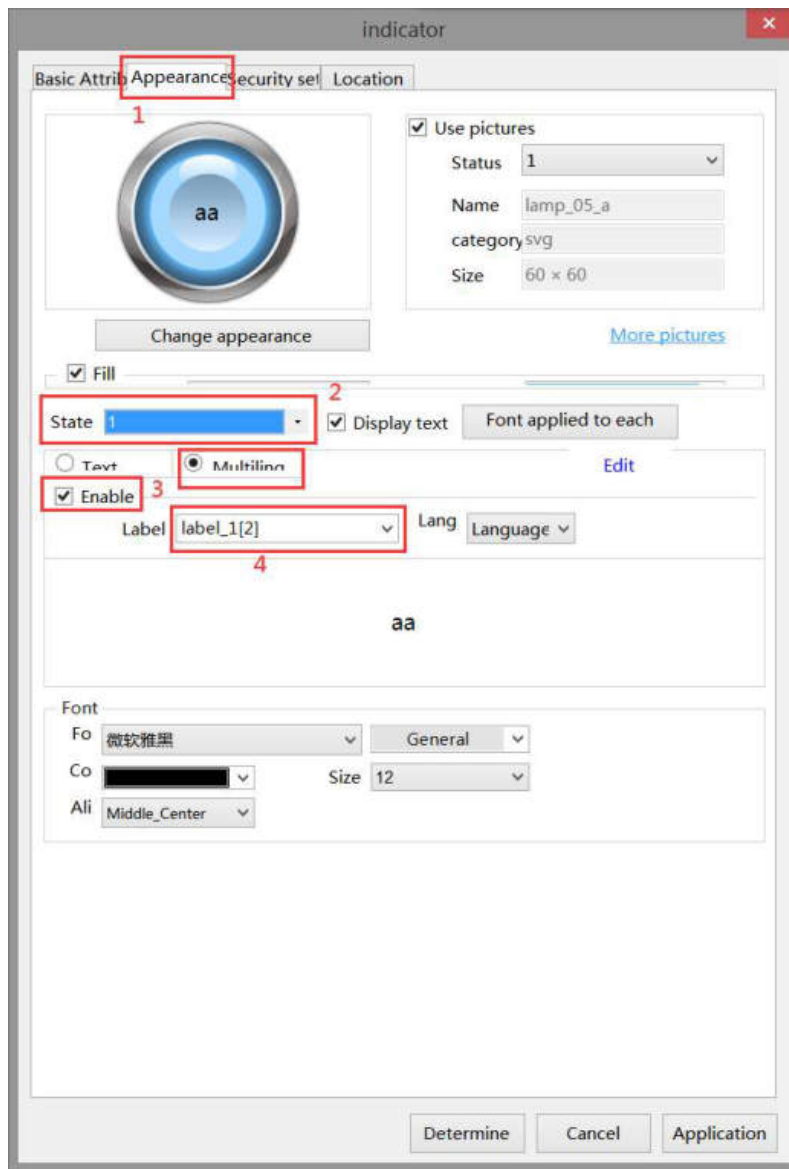 indicator
Basic Attrib Appearance Security set Location
1
Use pictures
aa
Status 1
Name lamp_05_a
category svg
Size 60 × 60
Change appearance
More pictures
Fill
2
State 1 Display text Font applied to each
Text Multiling Edit
Enable 3
Label label_1[2] Lang Language
4
aa
Font
Fo 微软雅黑 General
Co Size 12
Ali Middle_Center
Determine Cancel Application